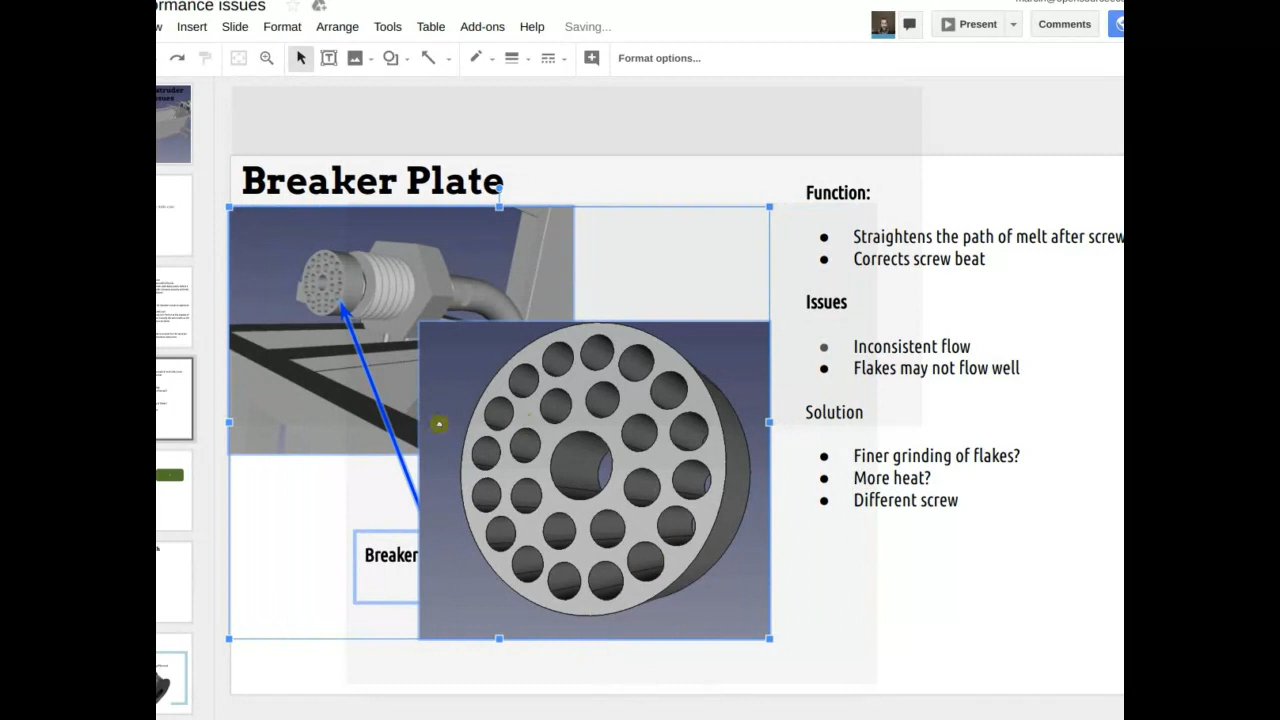 ormance issues
w Insert Slide Format Arrange Tools Table Add-ons Help Saving...
Present Comments
Format options...
Breaker Plate
Function:
● Straightens the path of melt after screw
● Corrects screw beat
Issues
● Inconsistent flow
● Flakes may not flow well
Solution
● Finer grinding of flakes?
● More heat?
● Different screw
Breaker